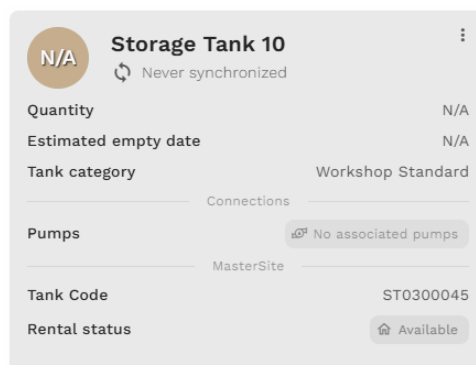 N/A
Storage Tank 10
Never synchronized
Quantity N/A
Estimated empty date N/A
Tank category Workshop Standard
Connections
Pumps No associated pumps
MasterSite
Tank Code ST0300045
Rental status Available